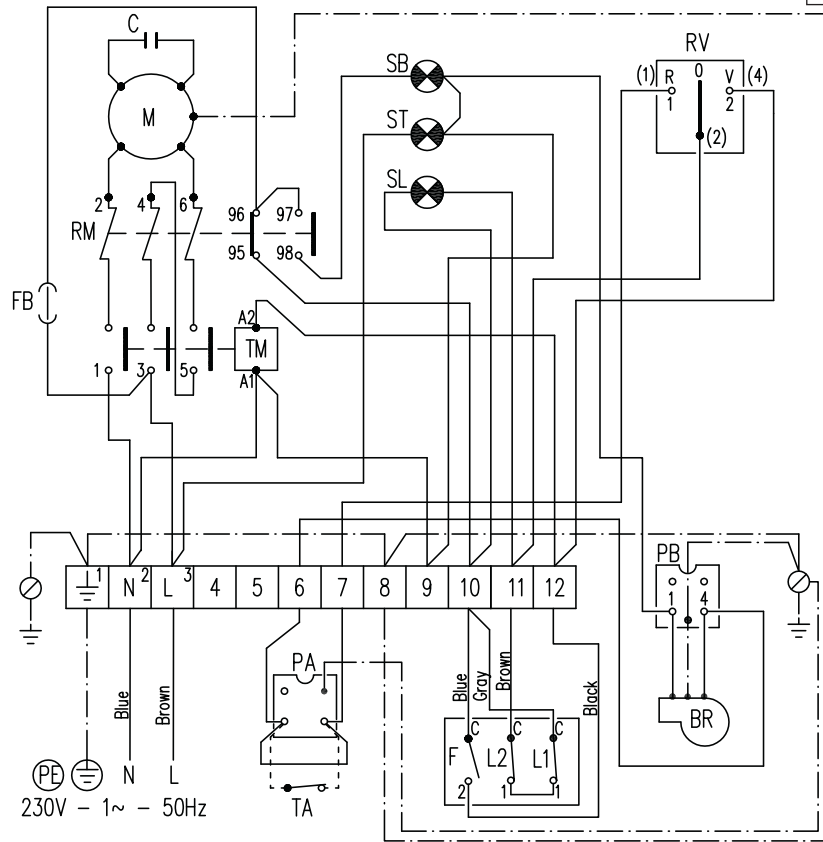 C
M
SB
ST
SL
RV
(1) R 0 V (4)
1 2
(2)
2 4 6
RM
96 97
95 98
FB
A2
TM
A1
1 3 5
1 N 2 L 3 4 5 6 7 8 9 10 11 12
PB
1 4
BR
PA
TA
Blue
Brown
Blue
Gray
Brown
Black
C C C
F L2 L1
2 1 1
PE N L
230V - 1~ - 50Hz